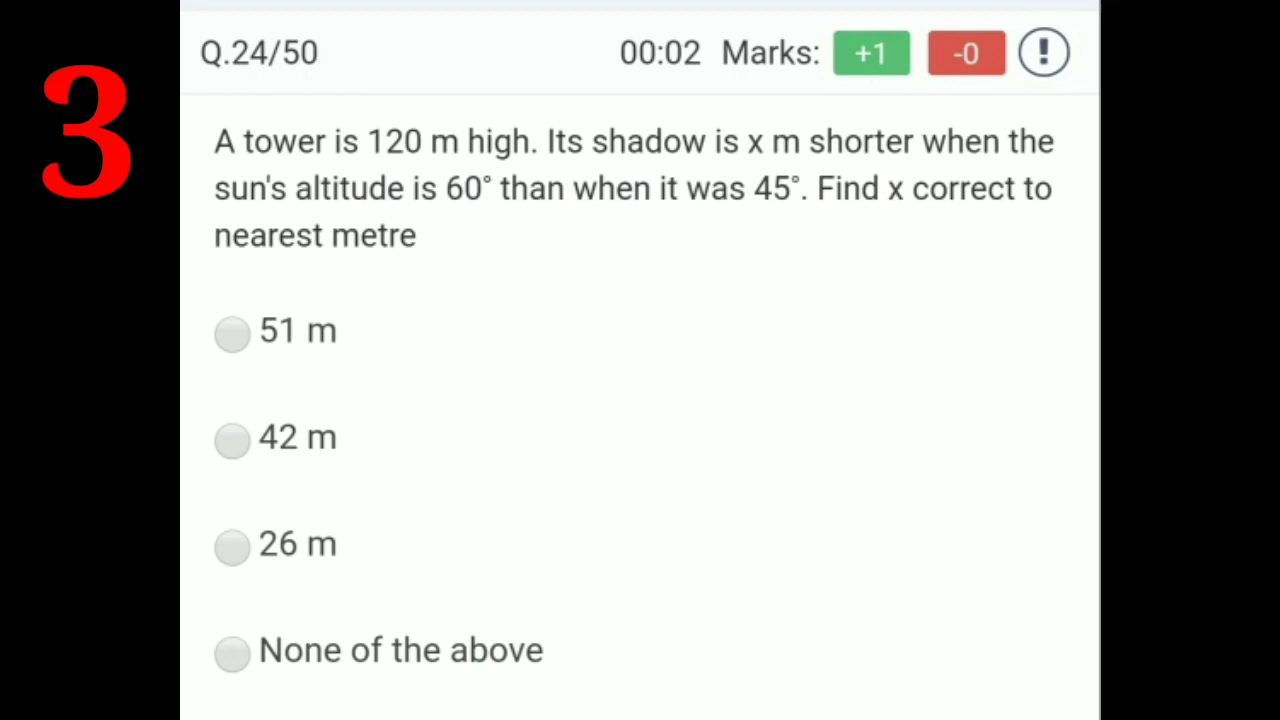 3
Q.24/50 00:02 Marks: +1 -0 !
A tower is 120 m high. Its shadow is x m shorter when the
sun's altitude is 60° than when it was 45°. Find x correct to
nearest metre
51 m
42 m
26 m
None of the above